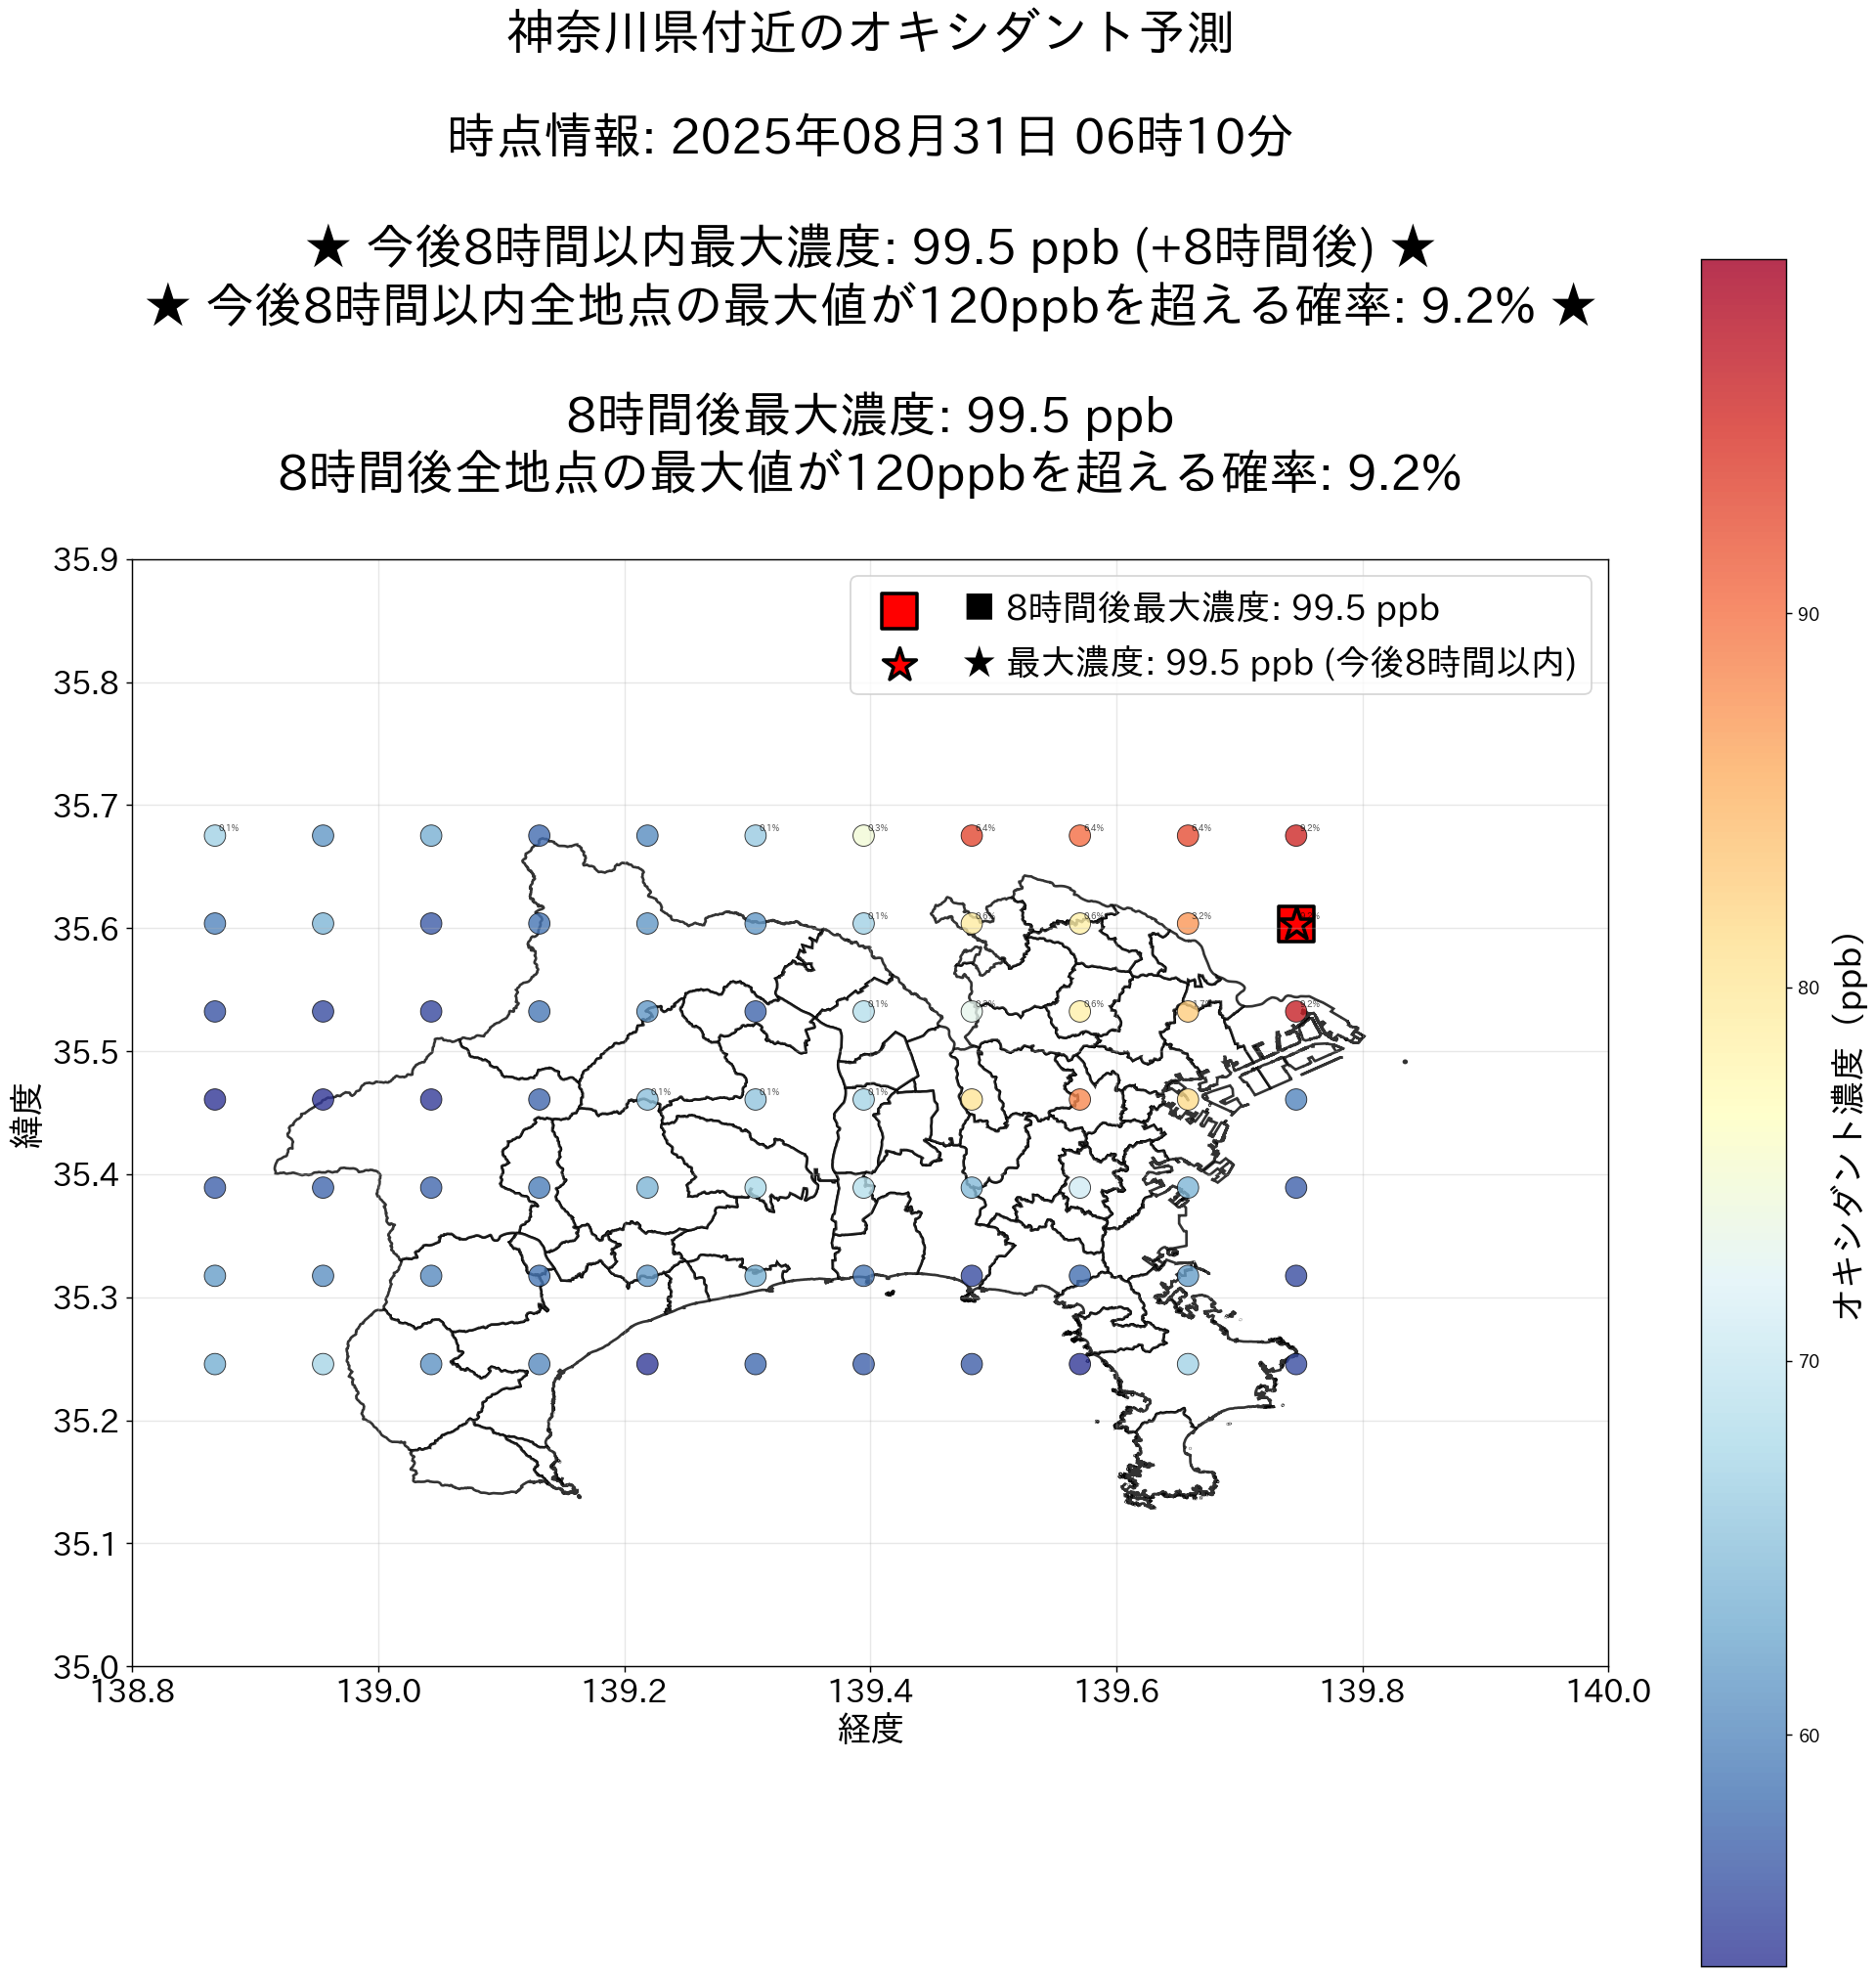 神奈川県付近のオキシダント予測
時点情報: 2025年08月31日 06時10分
★ 今後8時間以内最大濃度: 99.5 ppb (+8時間後) ★
★ 今後8時間以内全地点の最大値が120ppbを超える確率: 9.2% ★
8時間後最大濃度: 99.5 ppb
8時間後全地点の最大値が120ppbを超える確率: 9.2%
■ 8時間後最大濃度: 99.5 ppb
★ 最大濃度: 99.5 ppb (今後8時間以内)
35.9
35.8
35.7
35.6
35.5
35.4
35.3
35.2
35.1
35.0
緯度
0.1% 0.1% 0.3% 6.4% 6.4% 6.4% 9.2%
0.1% 0.6% 0.6% 3.2%
0.1% 0.6% 9.2%
0.1% 0.1% 0.1%
138.8 139.0 139.2 139.4 139.6 139.8 140.0
経度
90
80
70
60
オキシダント濃度 (ppb)